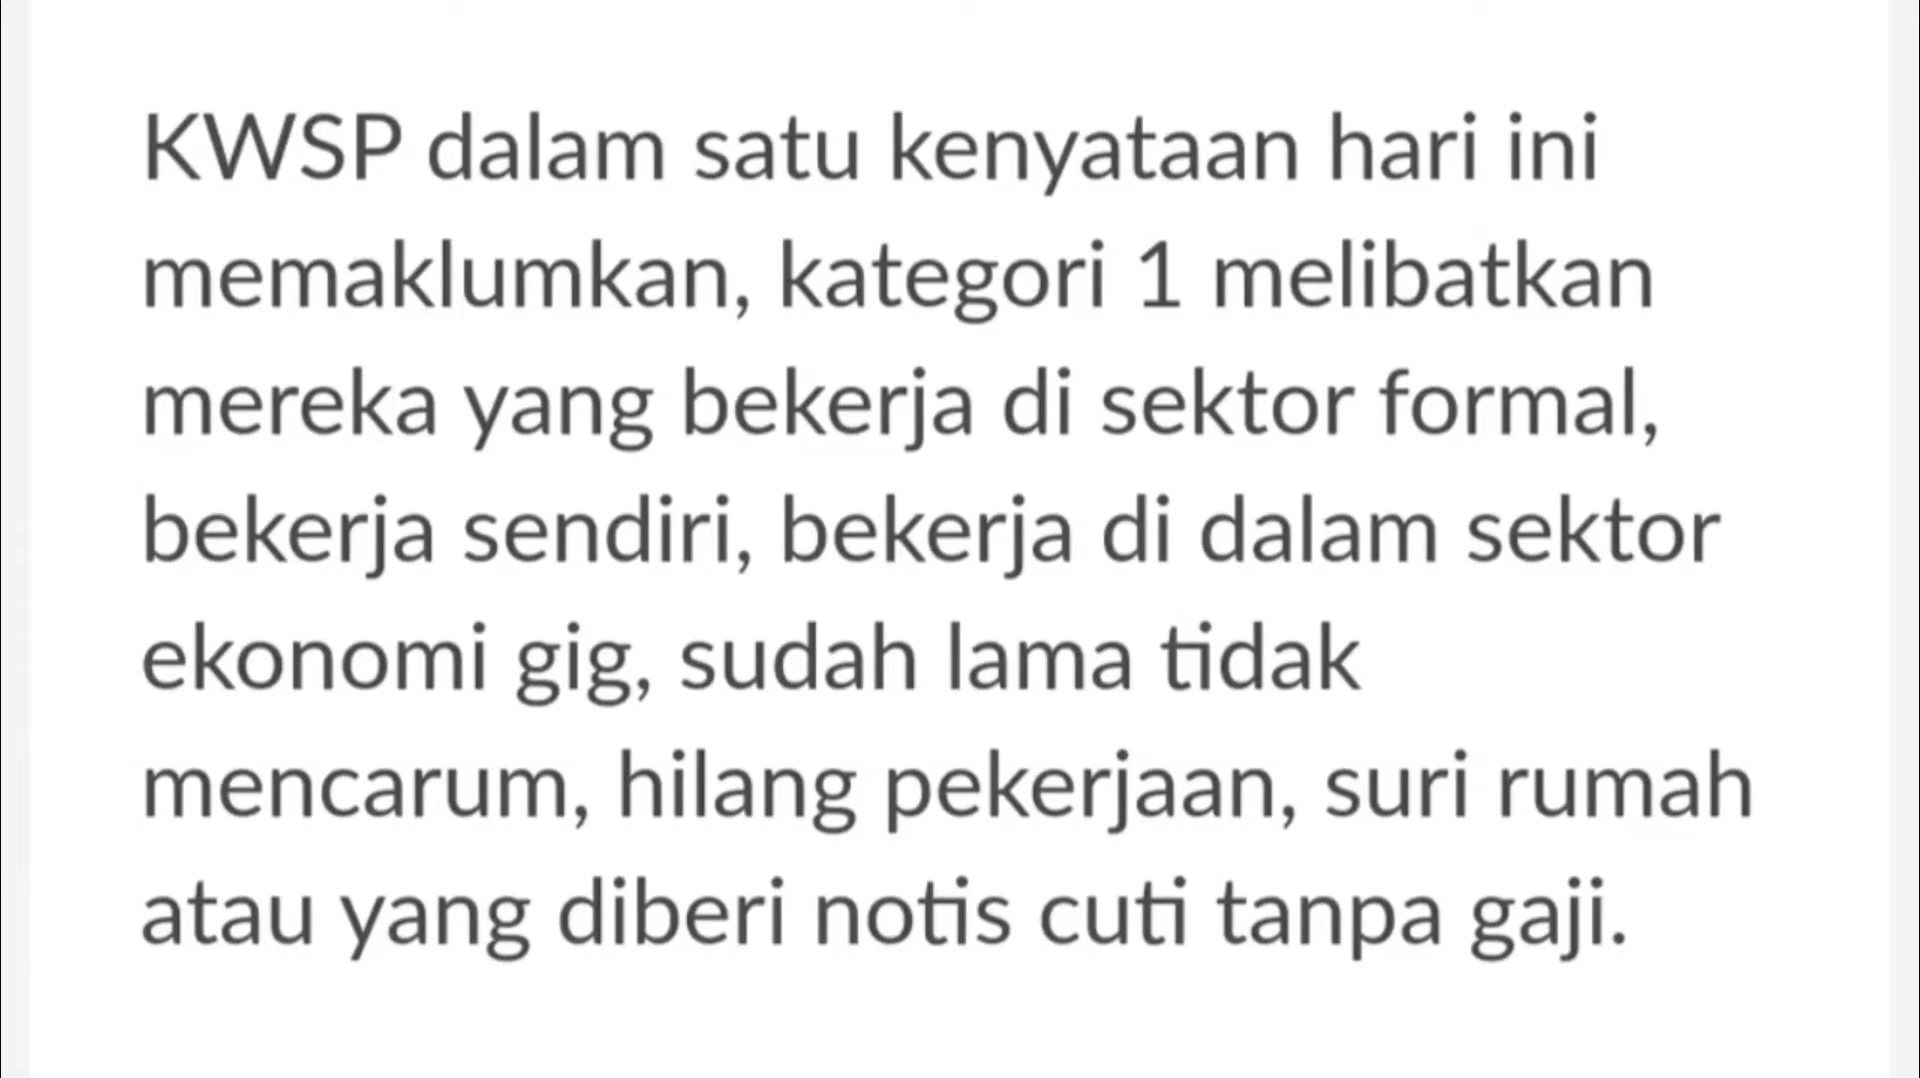 KWSP dalam satu kenyataan hari ini
memaklumkan, kategori 1 melibatkan
mereka yang bekerja di sektor formal,
bekerja sendiri, bekerja di dalam sektor
ekonomi gig, sudah lama tidak
mencarum, hilang pekerjaan, suri rumah
atau yang diberi notis cuti tanpa gaji.